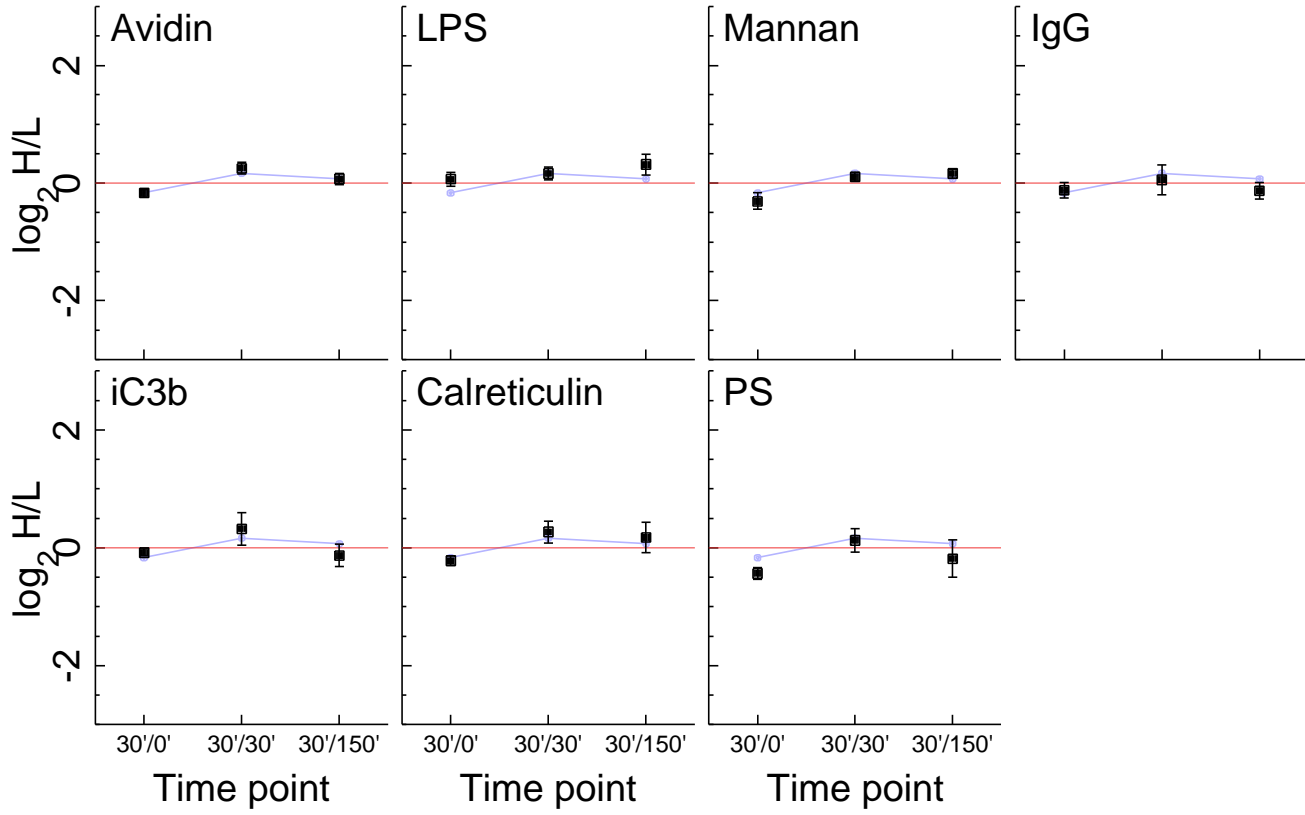 Avidin LPS Mannan IgG
2
0
-2
log2 H/L
iC3b Calreticulin PS
2
0
-2
log2 H/L
30'/0' 30'/30' 30'/150' 30'/0' 30'/30' 30'/150' 30'/0' 30'/30' 30'/150'
Time point Time point Time point